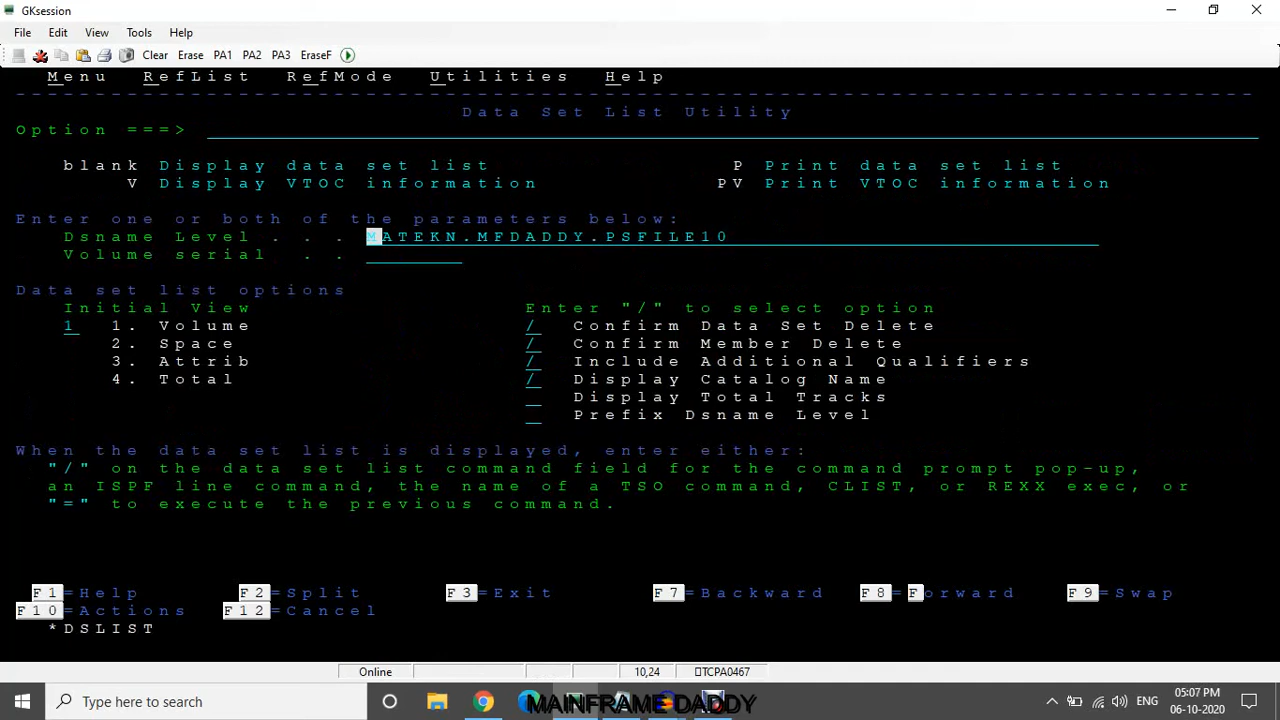 GKsession
File Edit View Tools Help
Clear Erase PA1 PA2 PA3 EraseF
Menu RefList RefMode Utilities Help
Data Set List Utility
Option ===>
blank Display data set list P Print data set list
V Display VTOC information PV Print VTOC information
Enter one or both of the parameters below:
Dsname Level . . . MATEKN.MFDADDY.PSFILE10
Volume serial . .
Data set list options
Initial View Enter "/" to select option
1 1. Volume / Confirm Data Set Delete
2. Space / Confirm Member Delete
3. Attrib / Include Additional Qualifiers
4. Total / Display Catalog Name
Display Total Tracks
Prefix Dsname Level
When the data set list is displayed, enter either:
"/" on the data set list command field for the command prompt pop-up,
an ISPF line command, the name of a TSO command, CLIST, or REXX exec, or
"=" to execute the previous command.
F1=Help F2=Split F3=Exit F7=Backward F8=Forward F9=Swap
F10=Actions F12=Cancel
*DSLIST
Online 10,24 TCPA0467
Type here to search MAINFRAME DADDY ENG 05:07 PM
06-10-2020